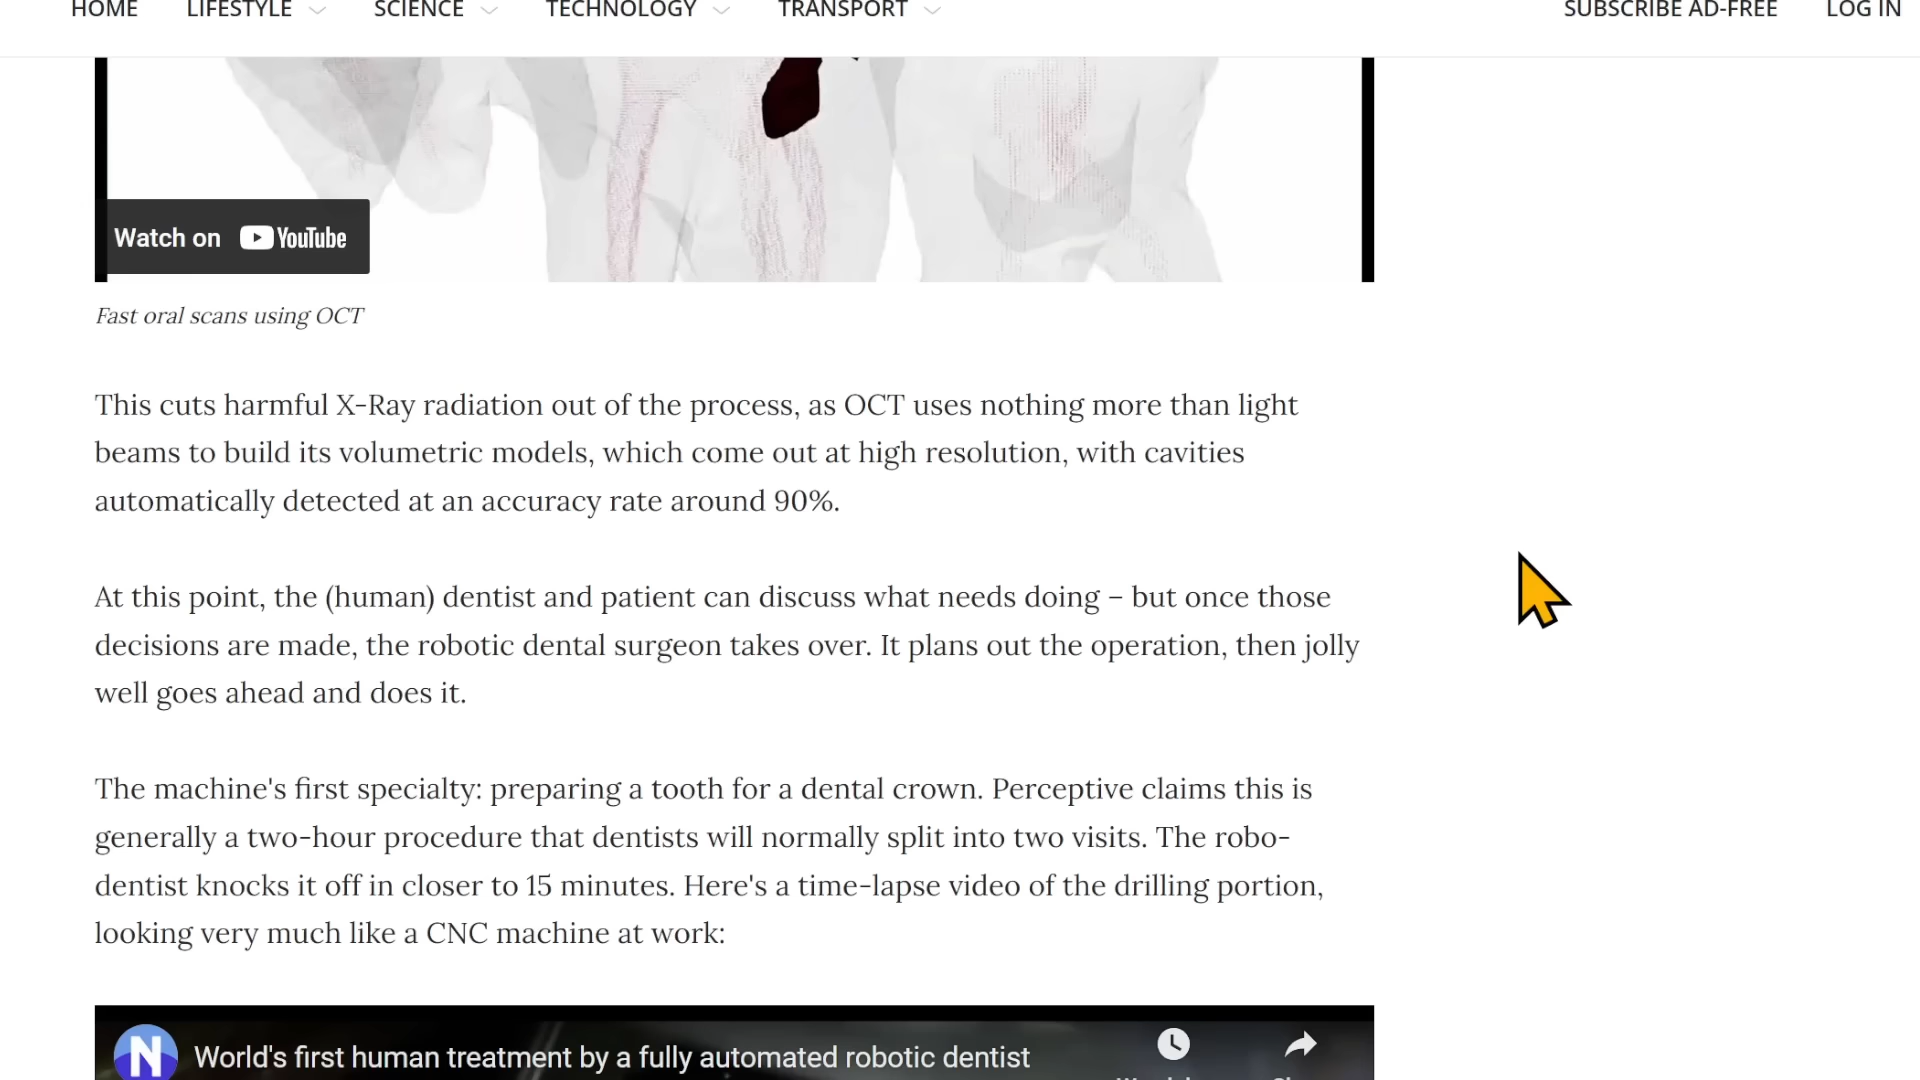 HOME LIFESTYLE SCIENCE TECHNOLOGY TRANSPORT SUBSCRIBE AD-FREE LOG IN
Watch on YouTube
Fast oral scans using OCT
This cuts harmful X-Ray radiation out of the process, as OCT uses nothing more than light
beams to build its volumetric models, which come out at high resolution, with cavities
automatically detected at an accuracy rate around 90%.
At this point, the (human) dentist and patient can discuss what needs doing – but once those
decisions are made, the robotic dental surgeon takes over. It plans out the operation, then jolly
well goes ahead and does it.
The machine's first specialty: preparing a tooth for a dental crown. Perceptive claims this is
generally a two-hour procedure that dentists will normally split into two visits. The robo-
dentist knocks it off in closer to 15 minutes. Here's a time-lapse video of the drilling portion,
looking very much like a CNC machine at work:
N World's first human treatment by a fully automated robotic dentist